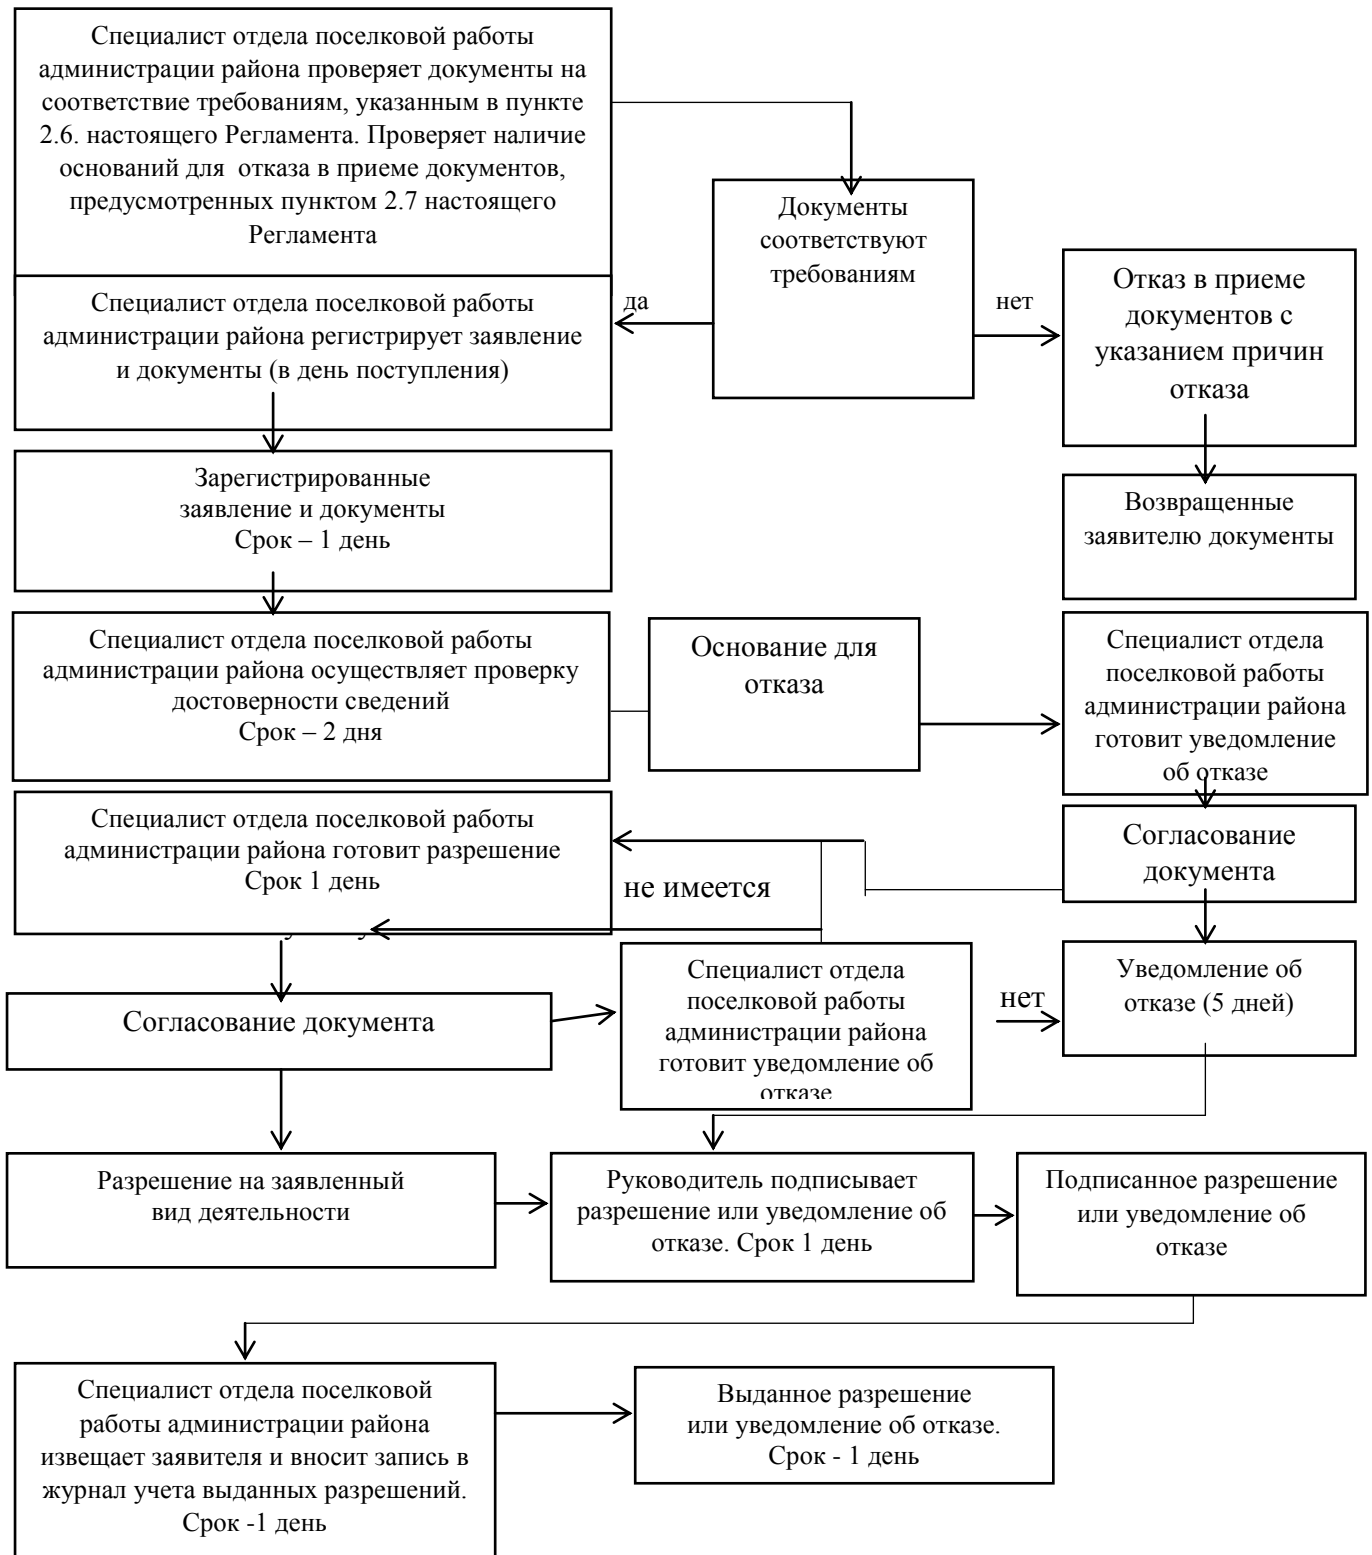 Специалист отдела поселковой работы
администрации района проверяет документы на
соответствие требованиям, указанным в пункте
2.6. настоящего Регламента. Проверяет наличие
оснований для отказа в приеме документов,
предусмотренных пунктом 2.7 настоящего
Регламента
Документы
соответствуют
требованиям
да
нет
Отказ в приеме
документов с
указанием причин
отказа
Специалист отдела поселковой работы
администрации района регистрирует заявление
и документы (в день поступления)
Зарегистрированные
заявление и документы
Срок – 1 день
Возвращенные
заявителю документы
Специалист отдела поселковой работы
администрации района осуществляет проверку
достоверности сведений
Срок – 2 дня
Основание для
отказа
Специалист отдела
поселковой работы
администрации района
готовит уведомление
об отказе
Специалист отдела поселковой работы
администрации района готовит разрешение
Срок 1 день
не имеется
Согласование
документа
Согласование документа
Специалист отдела
поселковой работы
администрации района
готовит уведомление об
отказе
нет
Уведомление об
отказе (5 дней)
Разрешение на заявленный
вид деятельности
Руководитель подписывает
разрешение или уведомление об
отказе. Срок 1 день
Подписанное разрешение
или уведомление об
отказе
Специалист отдела поселковой
работы администрации района
извещает заявителя и вносит запись в
журнал учета выданных разрешений.
Срок -1 день
Выданное разрешение
или уведомление об отказе.
Срок - 1 день